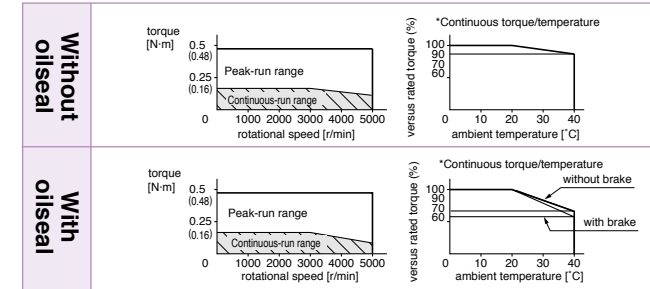 Without
oilseal
torque
[N·m]
0.5
(0.48)
0.25
(0.16)
0
Peak-run range
Continuous-run range
1000 2000 3000 4000 5000
rotational speed [r/min]
*Continuous torque/temperature
versus rated torque (%)
100
90
70
60
0 10 20 30 40
ambient temperature [˚C]
With
oilseal
torque
[N·m]
0.5
(0.48)
0.25
(0.16)
0
Peak-run range
Continuous-run range
1000 2000 3000 4000 5000
rotational speed [r/min]
*Continuous torque/temperature
without brake
versus rated torque (%)
100
90
70
60
with brake
0 10 20 30 40
ambient temperature [˚C]